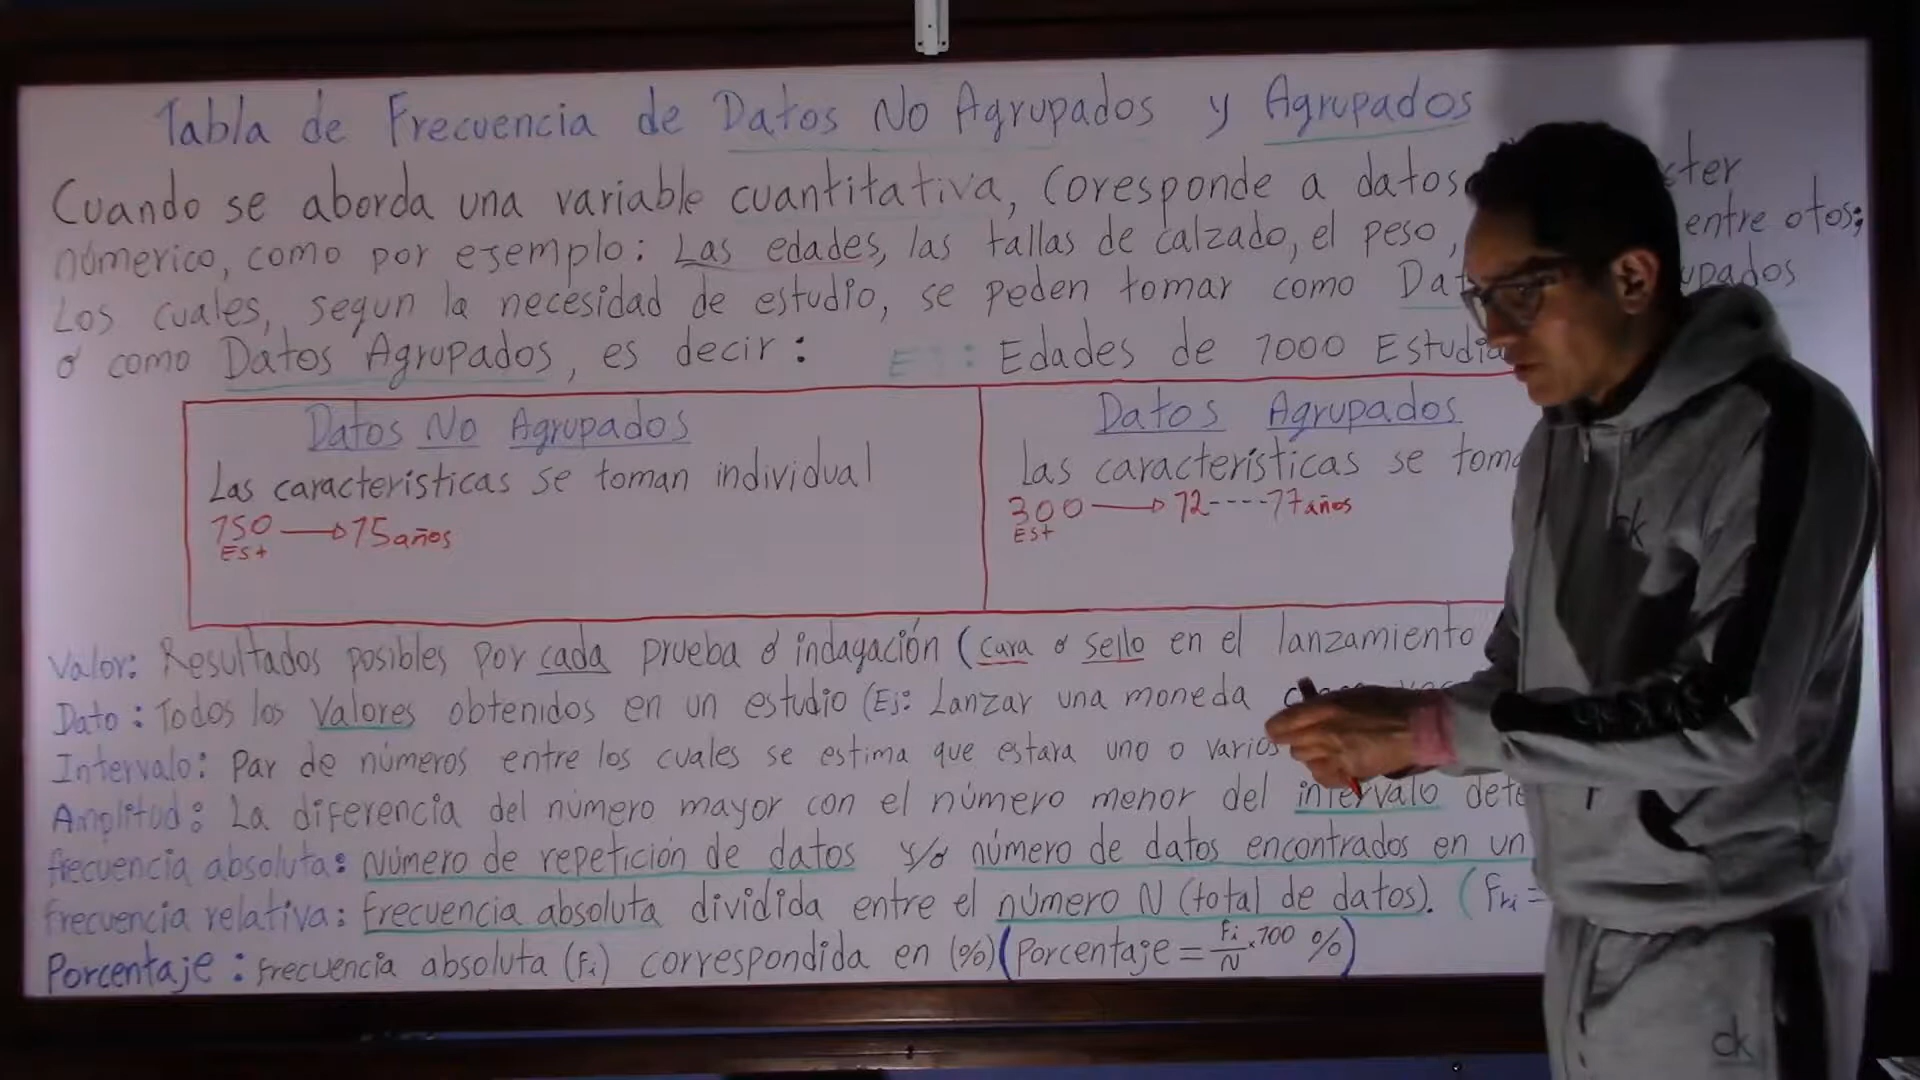 Tabla de Frecuencia de Datos No Agrupados y Agrupados
Cuando se aborda una variable cuantitativa, Coresponde a datos
númerico, como por ejemplo: Las edades, las tallas de calzado, el peso, entre otos;
Los cuales, segun la necesidad de estudio, se peden tomar como
ó como Datos Agrupados, es decir: Ej: Edades de 1000
Datos No Agrupados
Las caracteristicas se toman individual
150 → 15 años
Est
Datos Agrupados
Las caracteristicas se
300 → 12----17 años
Est
Valor: Resultados posibles por cada prueba ó indagación (cara o sello en el lanzamiento
Dato: Todos los Valores obtenidos en un estudio (Ej: Lanzar una moneda
Intervalo: Par de números entre los cuales se estima que estara uno o varios
Amplitud: La diferencia del número mayor con el número menor del intervalo
frecuencia absoluta: Número de repetición de datos y/o número de datos encontrados en un
frecuencia relativa: frecuencia absoluta dividida entre el número N (total de datos). (Fri =
Porcentaje: frecuencia absoluta (Fi) correspondida en (%) (Porcentaje = Fi/N × 100 %)
ck
ck